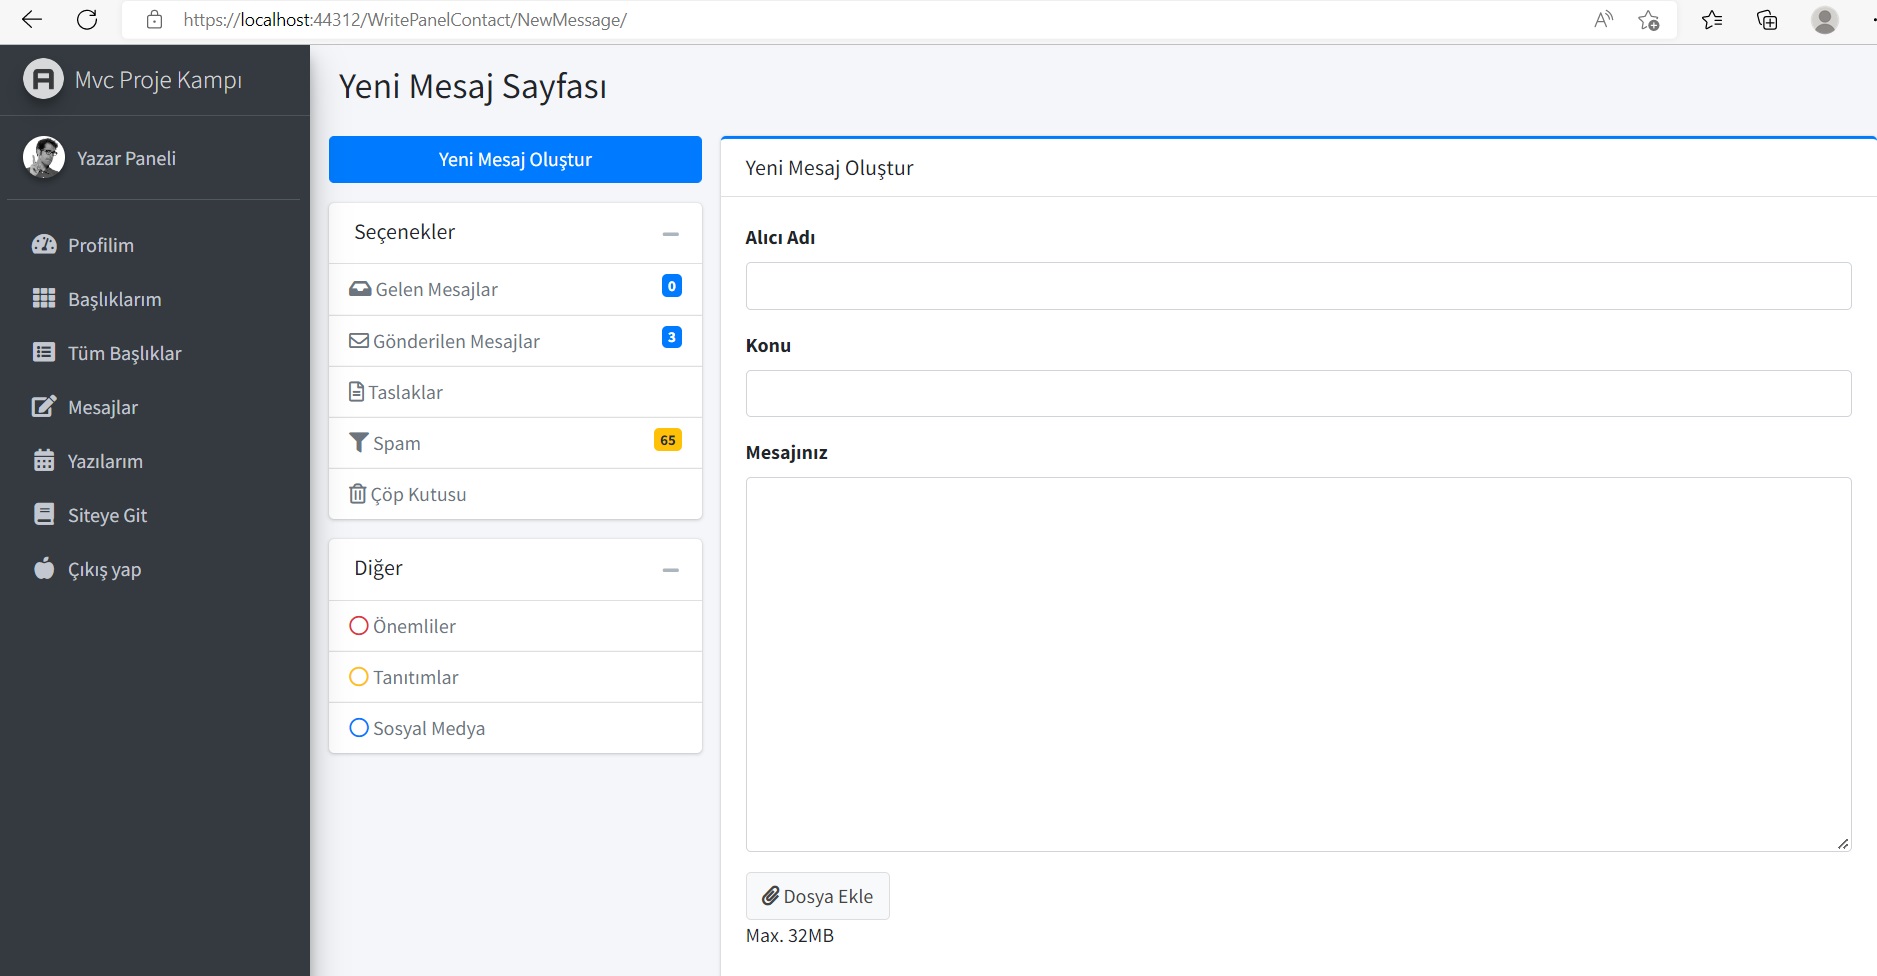 https://localhost:44312/WritePanelContact/NewMessage/
Mvc Proje Kampı
Yazar Paneli
Profilim
Başlıklarım
Tüm Başlıklar
Mesajlar
Yazılarım
Siteye Git
Çıkış yap
Yeni Mesaj Sayfası
Yeni Mesaj Oluştur
Seçenekler
Gelen Mesajlar 0
Gönderilen Mesajlar 3
Taslaklar
Spam 65
Çöp Kutusu
Diğer
Önemliler
Tanıtımlar
Sosyal Medya
Yeni Mesaj Oluştur
Alıcı Adı
Konu
Mesajınız
Dosya Ekle
Max. 32MB